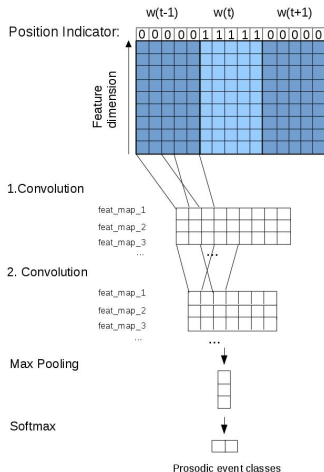 w(t-1) w(t) w(t+1)
Position Indicator: 0 0 0 0 0 1 1 1 1 1 0 0 0 0 0
Feature
dimension
1.Convolution
feat_map_1
feat_map_2
feat_map_3
... ...
2. Convolution
feat_map_1
feat_map_2
feat_map_3
... ...
Max Pooling
Softmax
Prosodic event classes